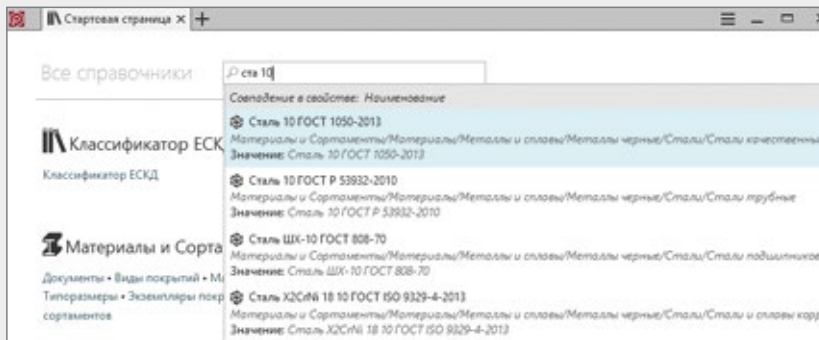 Стартовая страница
Все справочники
ста 10
Совпадение в свойстве: Наименование
Сталь 10 ГОСТ 1050-2013
Материалы и Сортаменты/Материалы/Металлы и сплавы/Металлы черные/Стали/Стали качественны
Значение: Сталь 10 ГОСТ 1050-2013
Сталь 10 ГОСТ Р 53932-2010
Материалы и Сортаменты/Материалы/Металлы и сплавы/Металлы черные/Стали/Стали трубные
Значение: Сталь 10 ГОСТ Р 53932-2010
Сталь ШХ-10 ГОСТ 808-70
Материалы и Сортаменты/Материалы/Металлы и сплавы/Металлы черные/Стали/Стали подшипников
Значение: Сталь ШХ-10 ГОСТ 808-70
Сталь X2CrNi 18 10 ГОСТ ISO 9329-4-2013
Материалы и Сортаменты/Материалы/Металлы и сплавы/Металлы черные/Стали/Стали и сплавы корр
Значение: Сталь X2CrNi 18 10 ГОСТ ISO 9329-4-2013
Классификатор ЕСК
Классификатор ЕСКД
Материалы и Сорта
Документы • Виды покрытий • Ма
Типоразмеры • Экземпляры покр
сортаментов